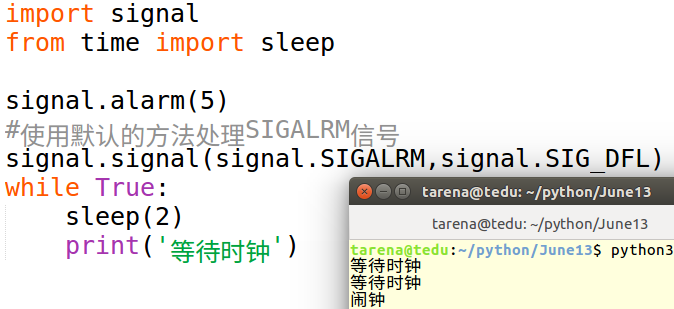 import signal
from time import sleep
signal.alarm(5)
#使用默认的方法处理SIGALRM信号
signal.signal(signal.SIGALRM,signal.SIG_DFL)
while True:
    sleep(2)
    print('等待时钟')
tarena@tedu: ~/python/June13
tarena@tedu: ~/python/June13
tarena@tedu:~/python/June13$ python3
等待时钟
等待时钟
闹钟